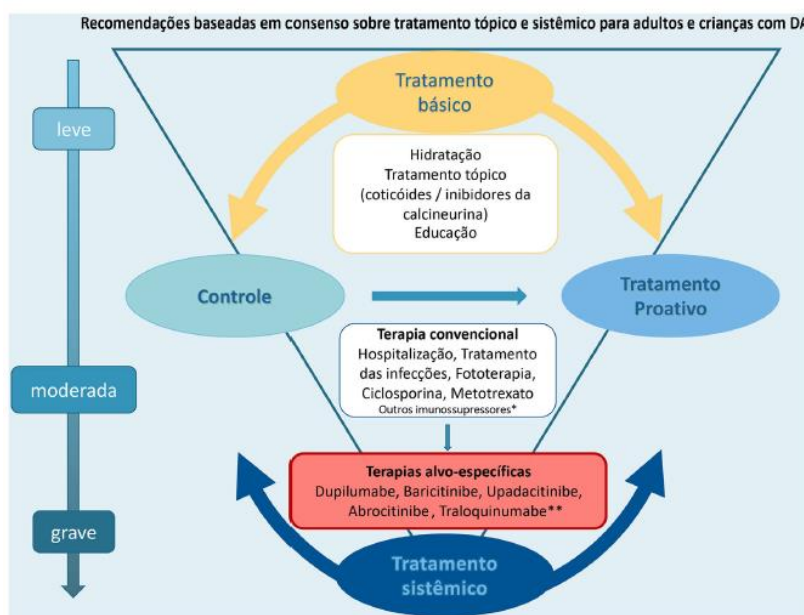 Recomendações baseadas em consenso sobre tratamento tópico e sistêmico para adultos e crianças com DA
Tratamento
básico
leve
Hidratação
Tratamento tópico
(coticóides / inibidores da
calcineurina)
Educação
Controle
Tratamento
Proativo
Terapia convencional
Hospitalização, Tratamento
das infecções, Fototerapia,
Ciclosporina, Metotrexato
Outros imunossupressores*
moderada
Terapias alvo-específicas
Dupilumabe, Baricitinibe, Upadacitinibe,
Abrocitinibe, Traloquinumabe**
grave
Tratamento
sistêmico